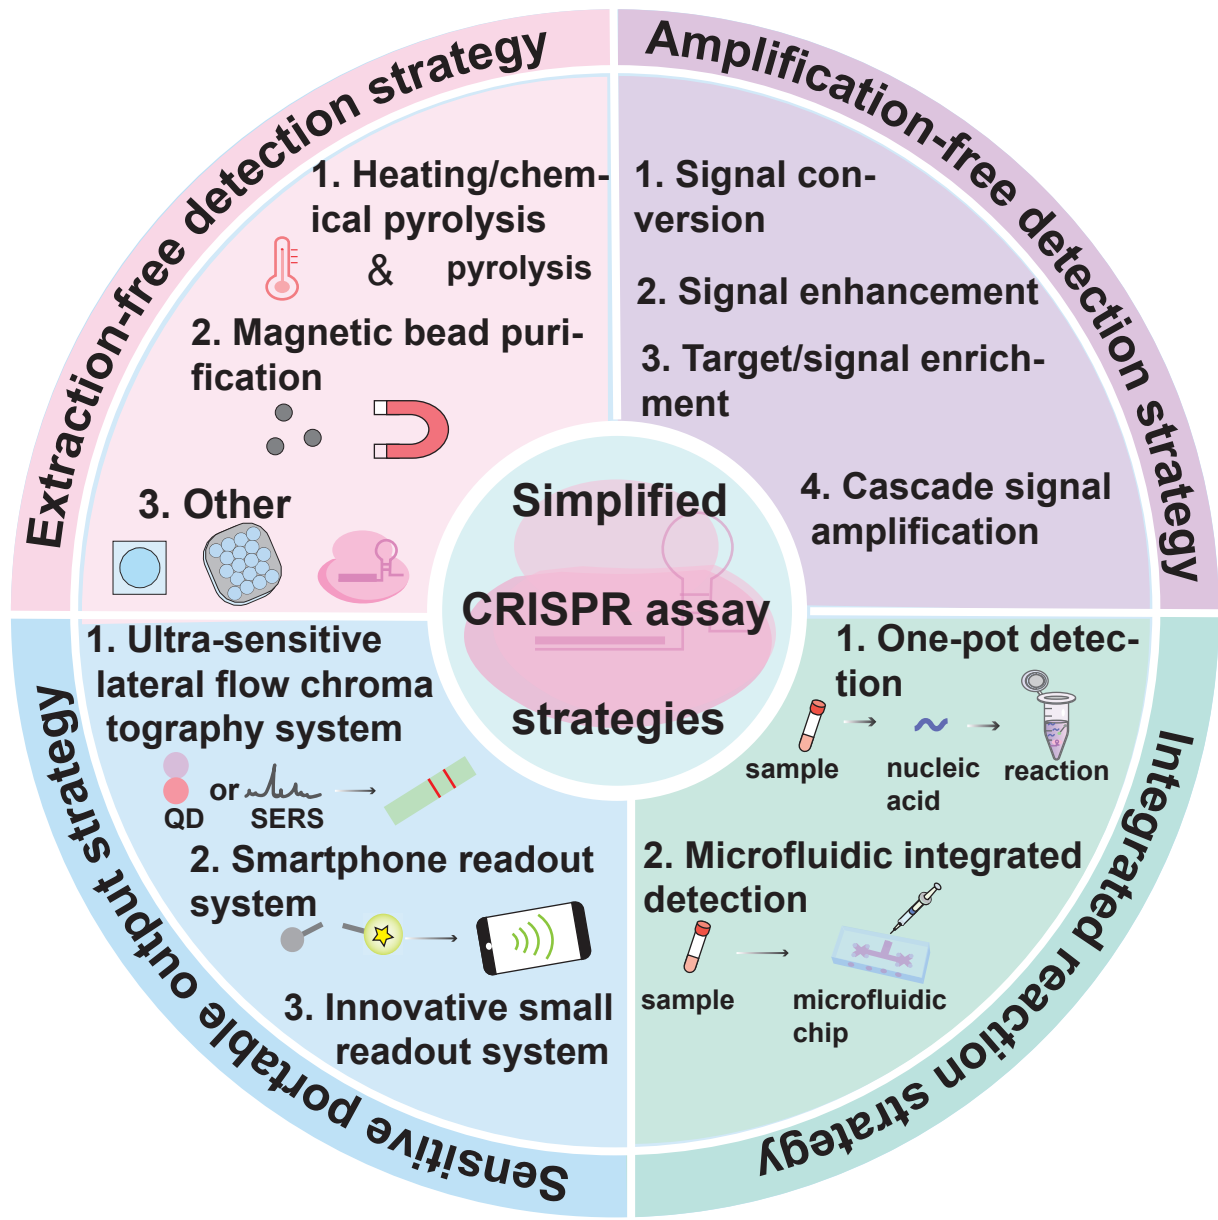 Extraction-free detection strategy
1. Heating/chem-
ical pyrolysis
& pyrolysis
2. Magnetic bead puri-
fication
3. Other
Amplification-free detection strategy
1. Signal con-
version
2. Signal enhancement
3. Target/signal enrich-
ment
4. Cascade signal
amplification
Simplified
CRISPR assay
strategies
Sensitive portable output strategy
1. Ultra-sensitive
lateral flow chroma
tography system
or
QD SERS
2. Smartphone readout
system
3. Innovative small
readout system
Integrated reaction strategy
1. One-pot detec-
tion
sample nucleic reaction
acid
2. Microfluidic integrated
detection
sample microfluidic
chip